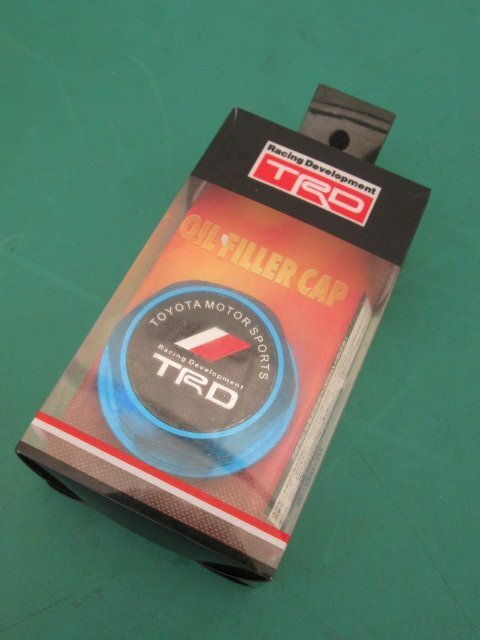 Racing Development
TRD
OIL FILLER CAP
TOYOTA MOTOR SPORTS
Racing Development
TRD